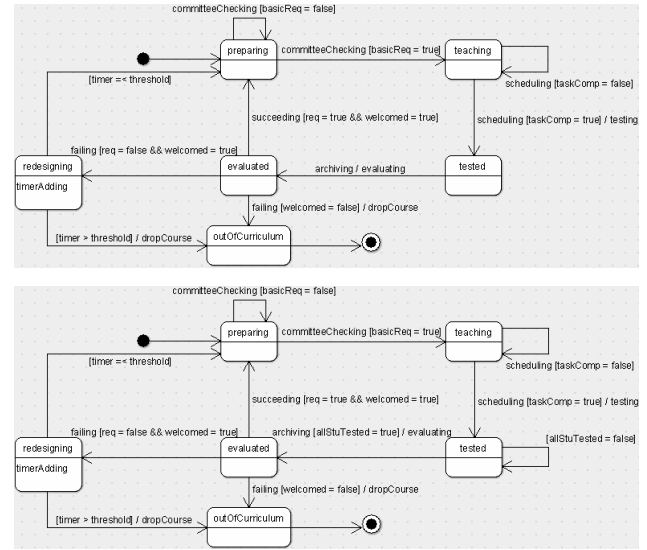 committeeChecking [basicReq = false]
preparing
committeeChecking [basicReq = true]
teaching
[timer =< threshold]
scheduling [taskComp = false]
succeeding [req = true && welcomed = true]
scheduling [taskComp = true] / testing
failing [req = false && welcomed = true]
redesigning
evaluated
archiving / evaluating
tested
timerAdding
failing [welcomed = false] / dropCourse
outOfCurriculum
[timer > threshold] / dropCourse
committeeChecking [basicReq = false]
preparing
committeeChecking [basicReq = true]
teaching
[timer =< threshold]
scheduling [taskComp = false]
succeeding [req = true && welcomed = true]
scheduling [taskComp = true] / testing
failing [req = false && welcomed = true]
archiving [allStuTested = true] / evaluating
[allStuTested = false]
redesigning
evaluated
tested
timerAdding
failing [welcomed = false] / dropCourse
outOfCurriculum
[timer > threshold] / dropCourse